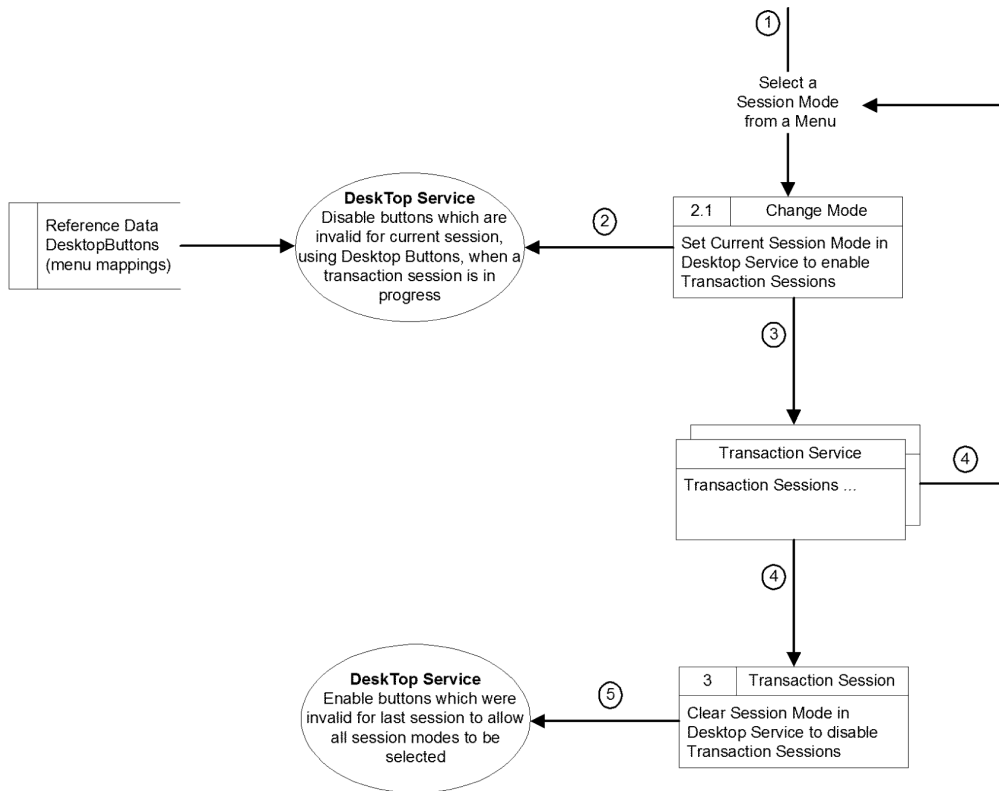 1
Select a
Session Mode
from a Menu
DeskTop Service
Disable buttons which are
invalid for current session,
using Desktop Buttons, when a
transaction session is in
progress
Reference Data
DesktopButtons
(menu mappings)
2
2.1 Change Mode
Set Current Session Mode in
Desktop Service to enable
Transaction Sessions
3
Transaction Service
Transaction Sessions ...
4
4
DeskTop Service
Enable buttons which were
invalid for last session to allow
all session modes to be
selected
5
3 Transaction Session
Clear Session Mode in
Desktop Service to disable
Transaction Sessions